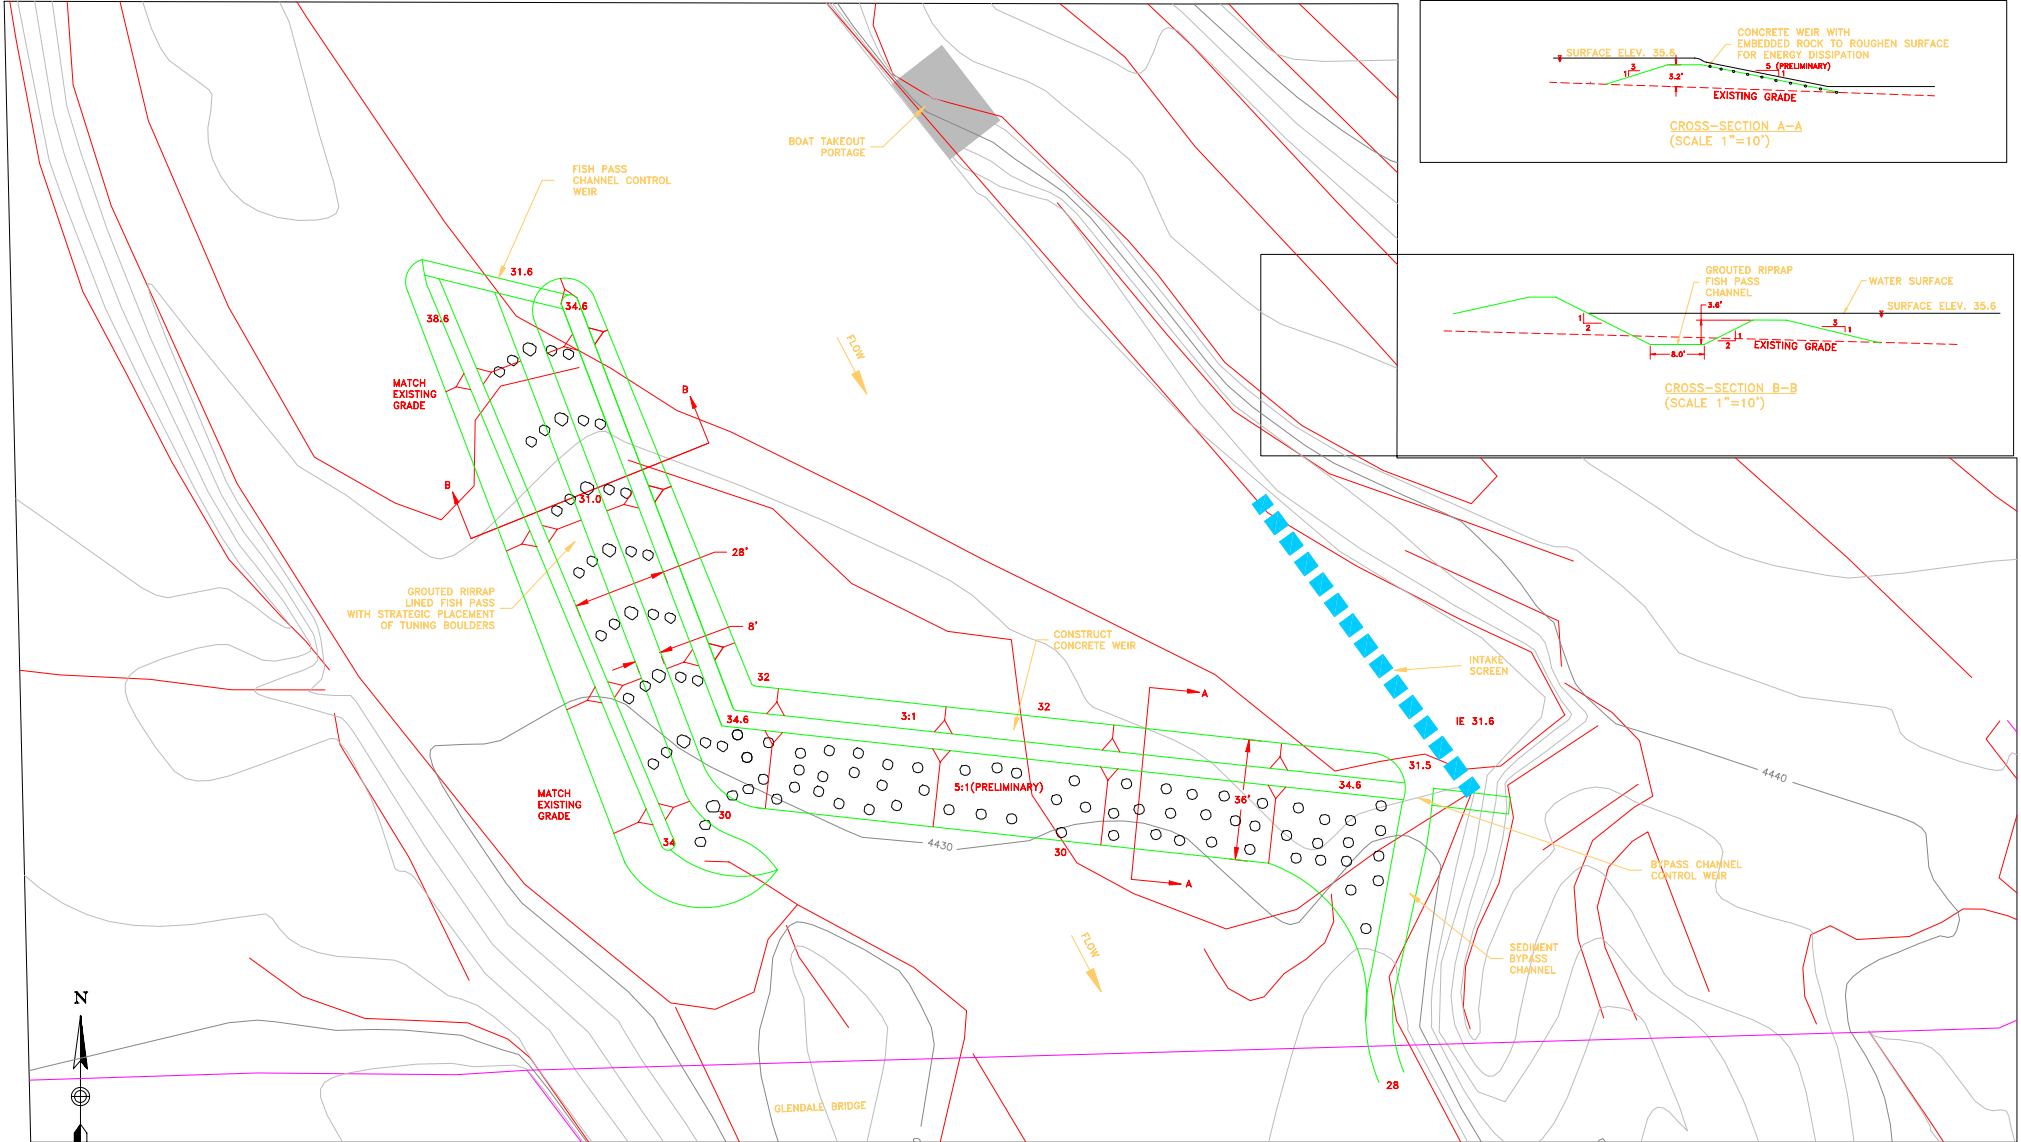 CONCRETE WEIR WITH
EMBEDDED ROCK TO ROUGHEN SURFACE
FOR ENERGY DISSIPATION
SURFACE ELEV. 35.6
3
1
3.2'
5 (PRELIMINARY)
1
EXISTING GRADE
CROSS-SECTION A-A
(SCALE 1"=10')
BOAT TAKEOUT
PORTAGE
FISH PASS
CHANNEL CONTROL
WEIR
31.6
34.6
38.6
GROUTED RIPRAP
FISH PASS
CHANNEL
WATER SURFACE
SURFACE ELEV. 35.6
3.6'
1
2
3
1
1
2
8.0'
EXISTING GRADE
CROSS-SECTION B-B
(SCALE 1"=10')
FLOW
MATCH
EXISTING
GRADE
B
B
31.0
28'
GROUTED RIRRAP
LINED FISH PASS
WITH STRATEGIC PLACEMENT
OF TUNING BOULDERS
8'
CONSTRUCT
CONCRETE WEIR
INTAKE
SCREEN
32
34.6
3:1
32
A
IE 31.6
31.5
34.6
5:1(PRELIMINARY)
36'
4440
MATCH
EXISTING
GRADE
30
34
4430
30
A
BYPASS CHANNEL
CONTROL WEIR
FLOW
SEDIMENT
BYPASS
CHANNEL
N
28
GLENDALE BRIDGE